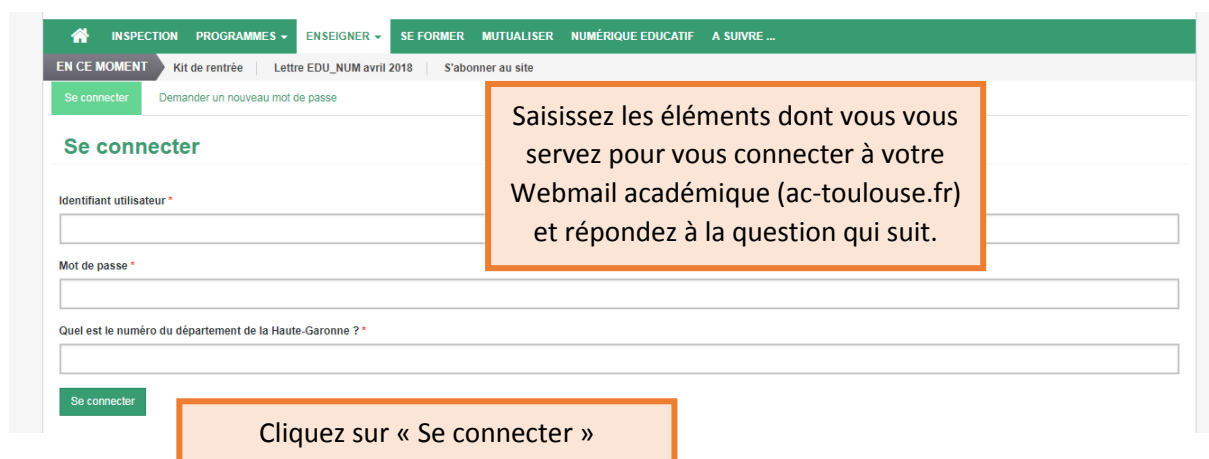 INSPECTION PROGRAMMES ENSEIGNER SE FORMER MUTUALISER NUMÉRIQUE EDUCATIF A SUIVRE ...
EN CE MOMENT Kit de rentrèe Lettre EDU_NUM avril 2018 S'abonner au site
Se connecter Demander un nouveau mot de passe
Saisissez les éléments dont vous vous
servez pour vous connecter à votre
Webmail académique (ac-toulouse.fr)
et répondez à la question qui suit.
Se connecter
Identifiant utilisateur *
Mot de passe *
Quel est le numèro du département de la Haute-Garonne ? *
Se connecter
Cliquez sur « Se connecter »